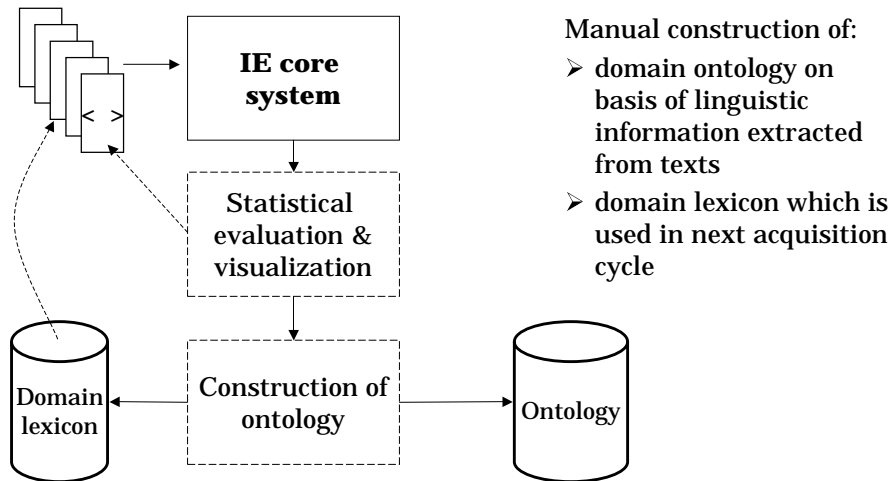 IE core
system
< >
Statistical
evaluation &
visualization
Construction of
ontology
Domain
lexicon
Ontology
Manual construction of:
➢ domain ontology on
basis of linguistic
information extracted
from texts
➢ domain lexicon which is
used in next acquisition
cycle